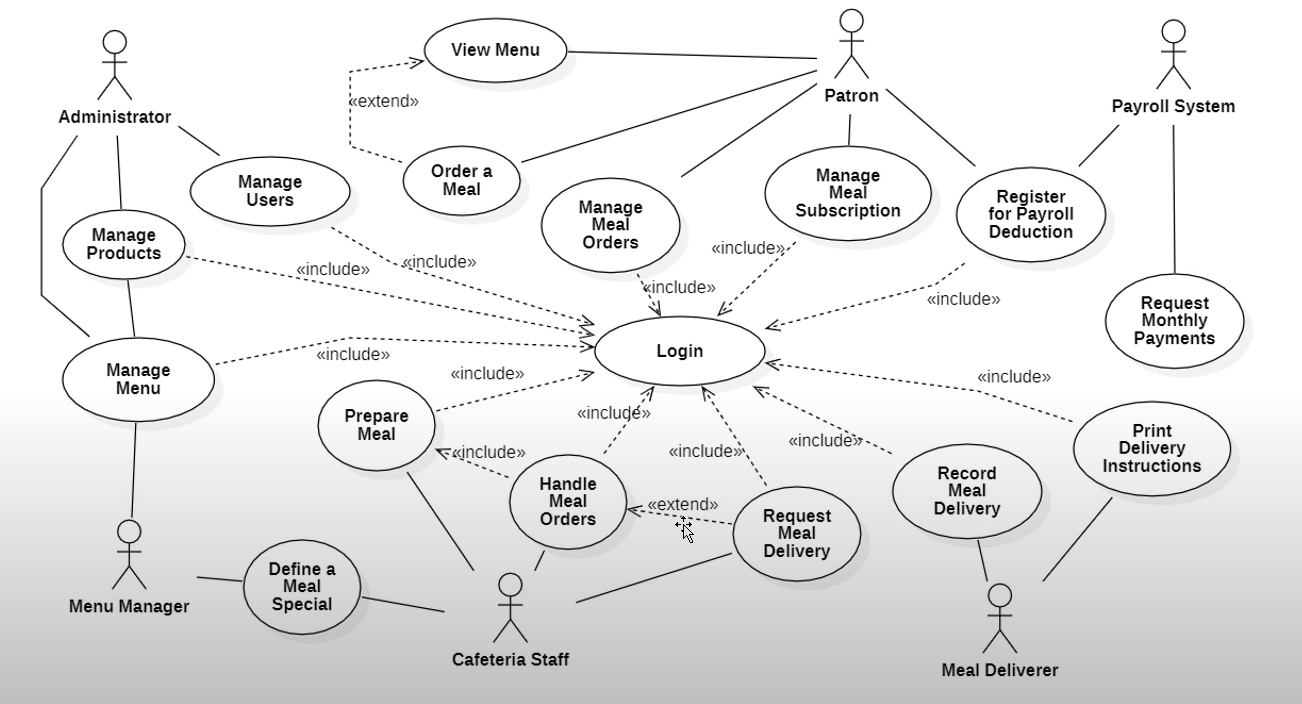 View Menu
«extend»
Administrator
Patron
Payroll System
Order a
Meal
Manage
Users
Manage
Meal
Orders
Manage
Meal
Subscription
Register
for Payroll
Deduction
Manage
Products
«include»
«include»
«include»
«include»
«include»
Request
Monthly
Payments
Login
Manage
Menu
«include»
«include»
«include»
Prepare
Meal
«include»
«include»
«include»
«include»
Print
Delivery
Instructions
Handle
Meal
Orders
«extend»
Request
Meal
Delivery
Record
Meal
Delivery
Define a
Meal
Special
Menu Manager
Cafeteria Staff
Meal Deliverer